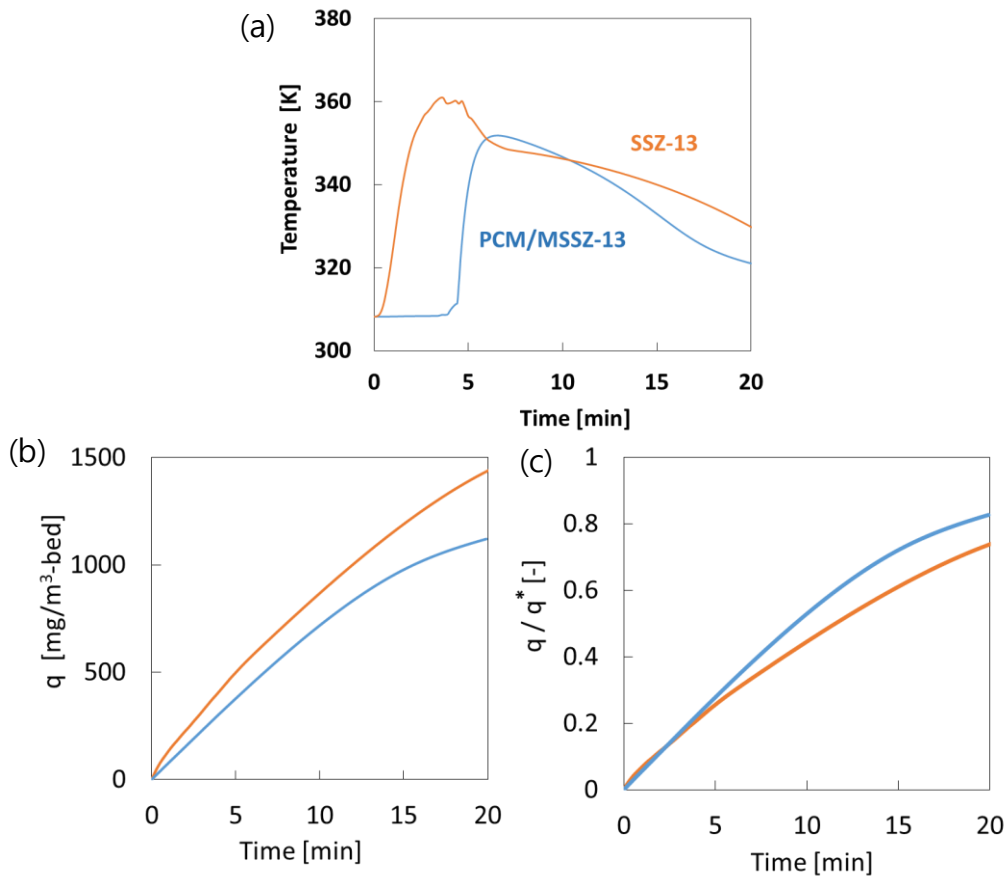 (a)
380
360
340
320
300
Temperature [K]
SSZ-13
PCM/MSSZ-13
0 5 10 15 20
Time [min]
(b)
1500
1000
500
0
q [mg/m³-bed]
0 5 10 15 20
Time [min]
(c)
1
0.8
0.6
0.4
0.2
0
q / q* [-]
0 5 10 15 20
Time [min]